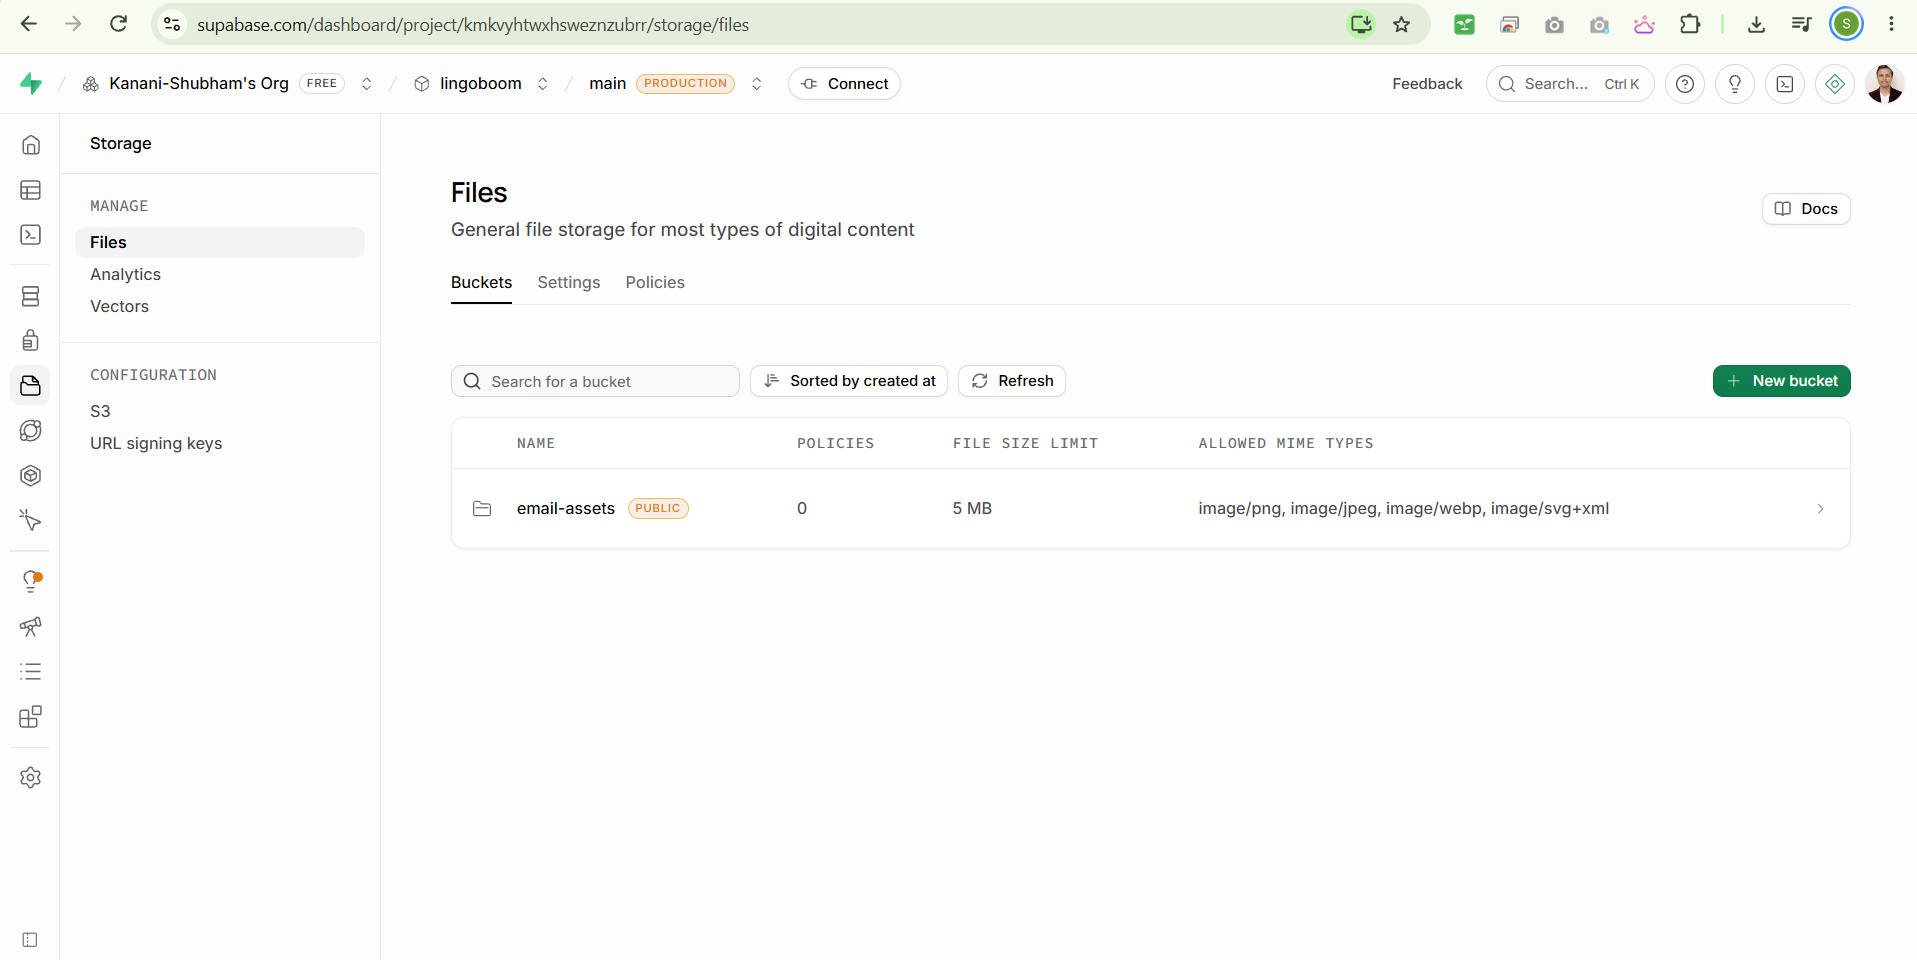 supabase.com/dashboard/project/kmkvyhtwxhsweznzubrr/storage/files
S
Kanani-Shubham's Org FREE
lingoboom
main PRODUCTION
Connect
Feedback
Search... Ctrl K
Storage
MANAGE
Files
Analytics
Vectors
CONFIGURATION
S3
URL signing keys
Files
General file storage for most types of digital content
Docs
Buckets Settings Policies
Search for a bucket
Sorted by created at
Refresh
New bucket
NAME POLICIES FILE SIZE LIMIT ALLOWED MIME TYPES
email-assets PUBLIC 0 5 MB image/png, image/jpeg, image/webp, image/svg+xml